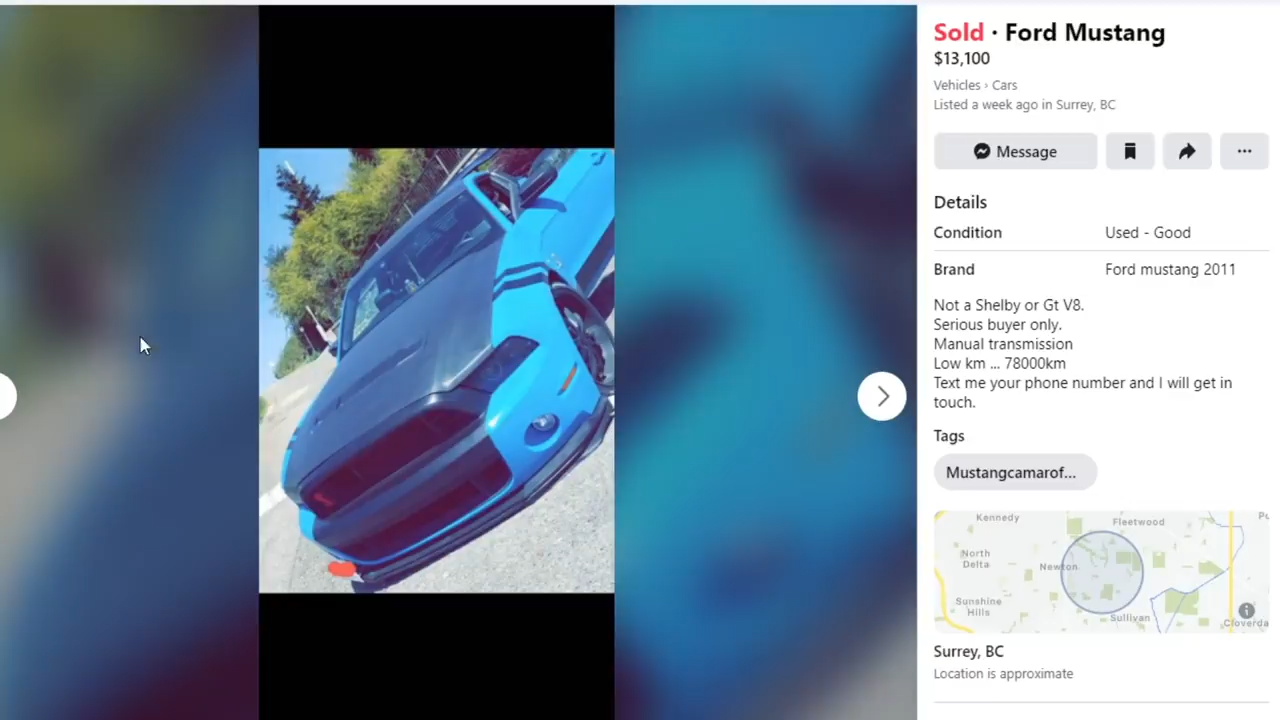 Sold · Ford Mustang
$13,100
Vehicles › Cars
Listed a week ago in Surrey, BC
Message
Details
Condition Used - Good
Brand Ford mustang 2011
Not a Shelby or Gt V8.
Serious buyer only.
Manual transmission
Low km ... 78000km
Text me your phone number and I will get in
touch.
Tags
Mustangcamarof...
Kennedy
Fleetwood
North
Delta
Newton
Sunshine
Hills
Sullivan
Cloverda
Surrey, BC
Location is approximate